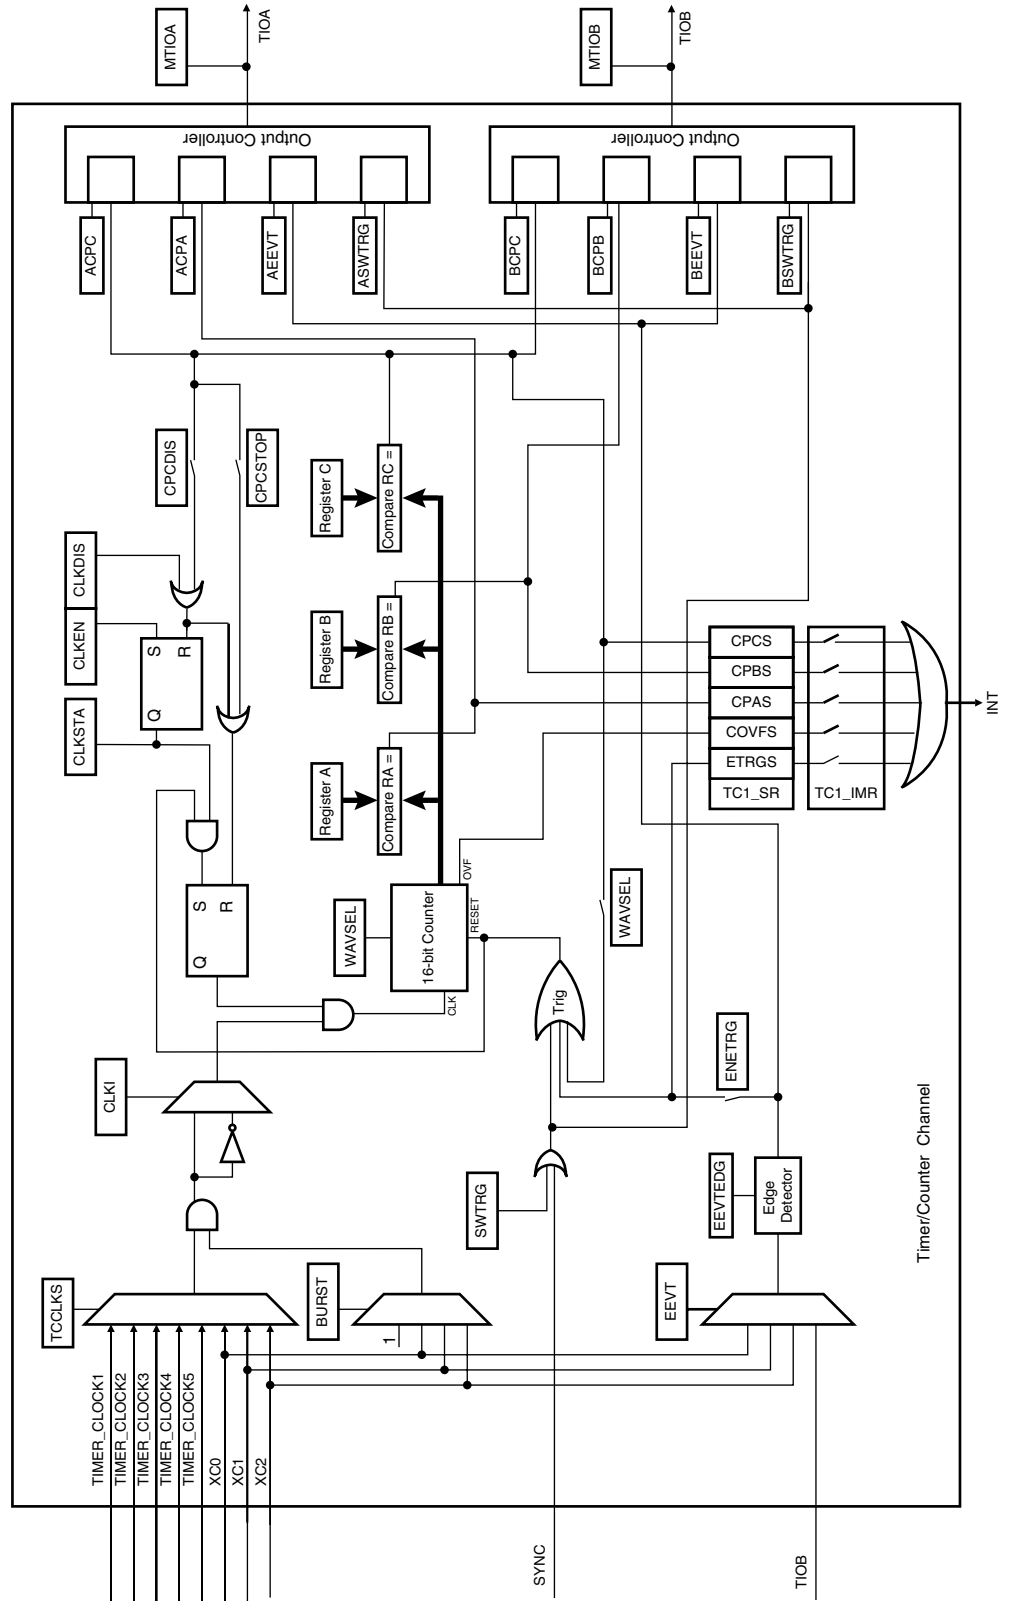 MTIOA
TIOA
MTIOB
TIOB
Output Controller
Output Controller
ACPC
ACPA
AEEVT
ASWTRG
BCPC
BCPB
BEEVT
BSWTRG
CPCDIS
CPCSTOP
Register C
Compare RC =
CLKDIS
CLKEN
S
R
Q
CLKSTA
Register B
Compare RB =
Register A
Compare RA =
CPCS
CPBS
CPAS
COVFS
ETRGS
TC1_SR
TC1_IMR
INT
S
R
Q
WAVSEL
16-bit Counter
OVF
RESET
CLK
WAVSEL
Trig
ENETRG
CLKI
SWTRG
EEVTEDG
Edge
Detector
Timer/Counter Channel
TCCLKS
BURST
1
EEVT
TIMER_CLOCK1
TIMER_CLOCK2
TIMER_CLOCK3
TIMER_CLOCK4
TIMER_CLOCK5
XC0
XC1
XC2
SYNC
TIOB